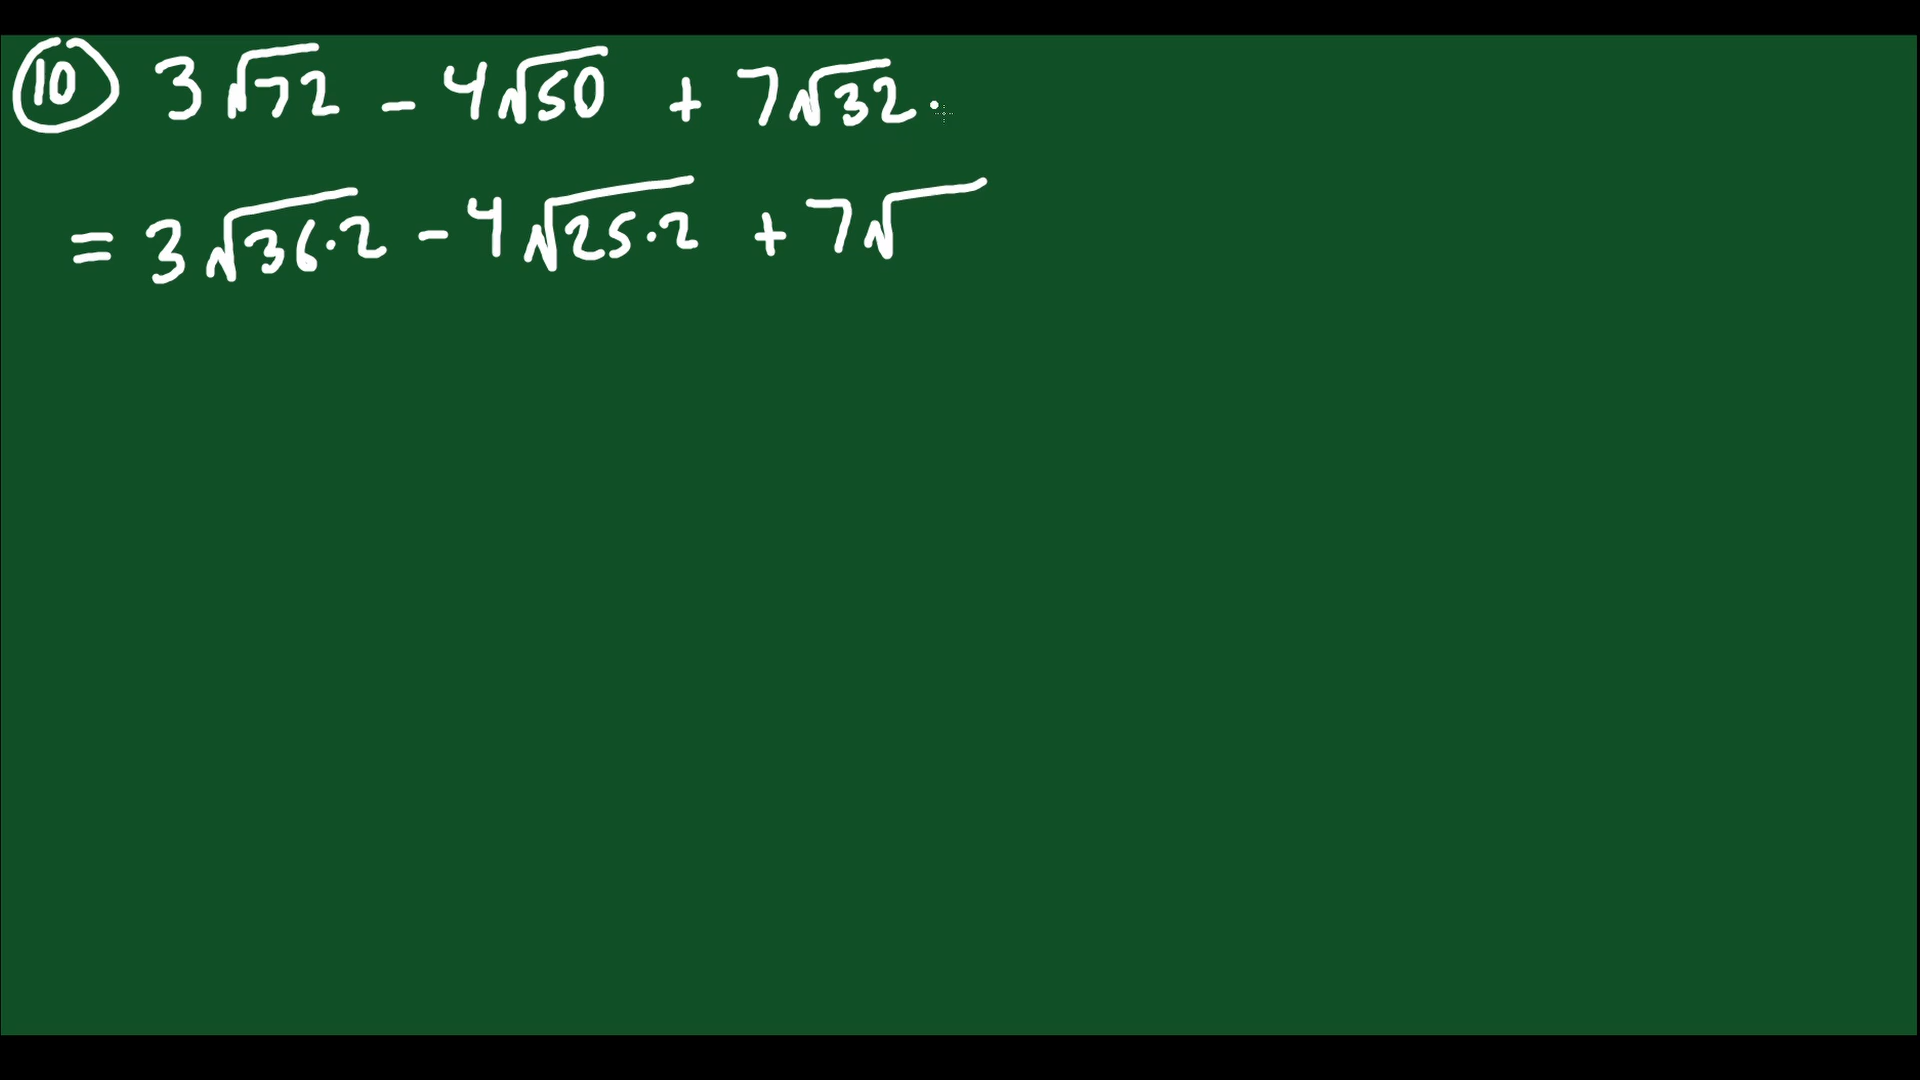 10 3√72 - 4√50 + 7√32
= 3√36·2 - 4√25·2 + 7√